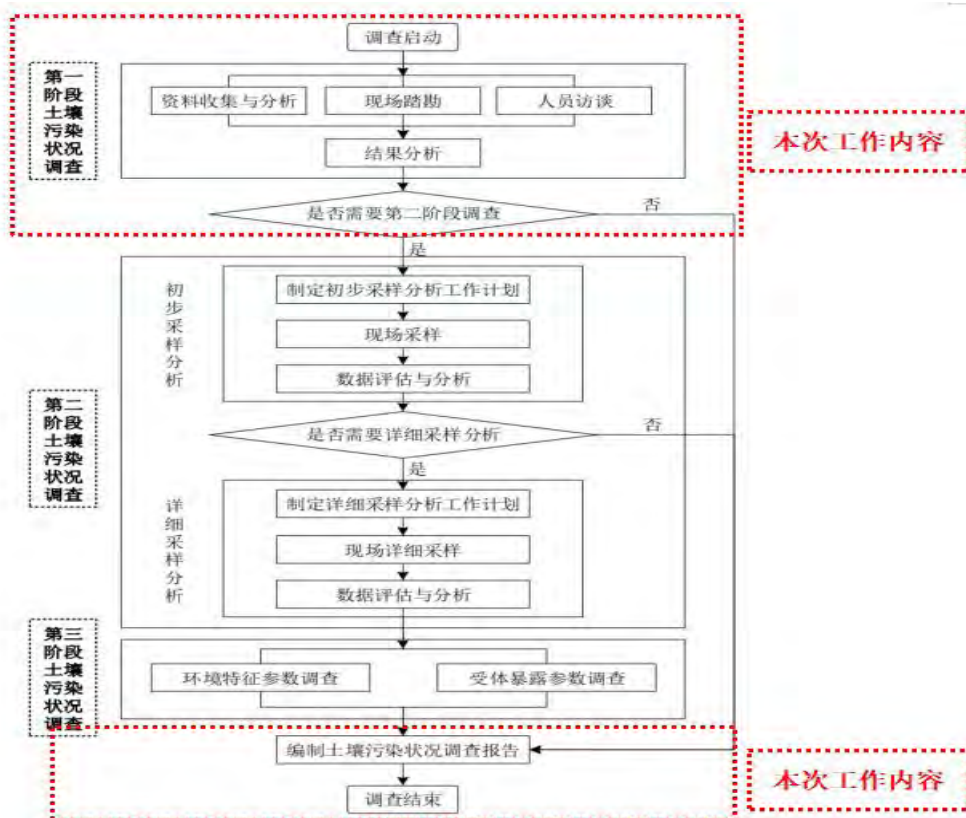 调查启动
第一
阶段
土壤
污染
状况
调查
资料收集与分析
现场踏勘
人员访谈
结果分析
本次工作内容
是否需要第二阶段调查
否
是
初
步
采
样
分
析
制定初步采样分析工作计划
现场采样
数据评估与分析
第二
阶段
土壤
污染
状况
调查
是否需要详细采样分析
否
是
详
细
采
样
分
析
制定详细采样分析工作计划
现场详细采样
数据评估与分析
第三
阶段
土壤
污染
状况
调查
环境特征参数调查
受体暴露参数调查
编制土壤污染状况调查报告
调查结束
本次工作内容